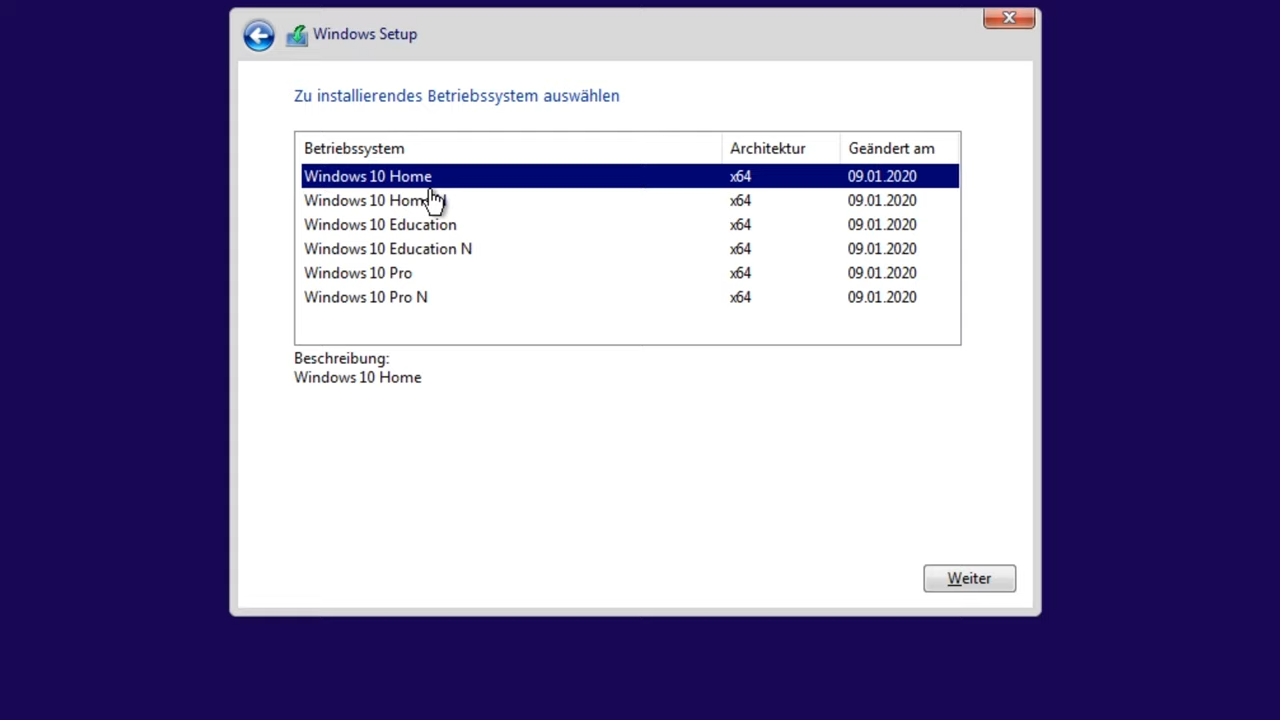 Windows Setup
Zu installierendes Betriebssystem auswählen
Betriebssystem Architektur Geändert am
Windows 10 Home x64 09.01.2020
Windows 10 x64 09.01.2020
Windows 10 Education x64 09.01.2020
Windows 10 Education N x64 09.01.2020
Windows 10 Pro x64 09.01.2020
Windows 10 Pro N x64 09.01.2020
Beschreibung:
Windows 10 Home
Weiter